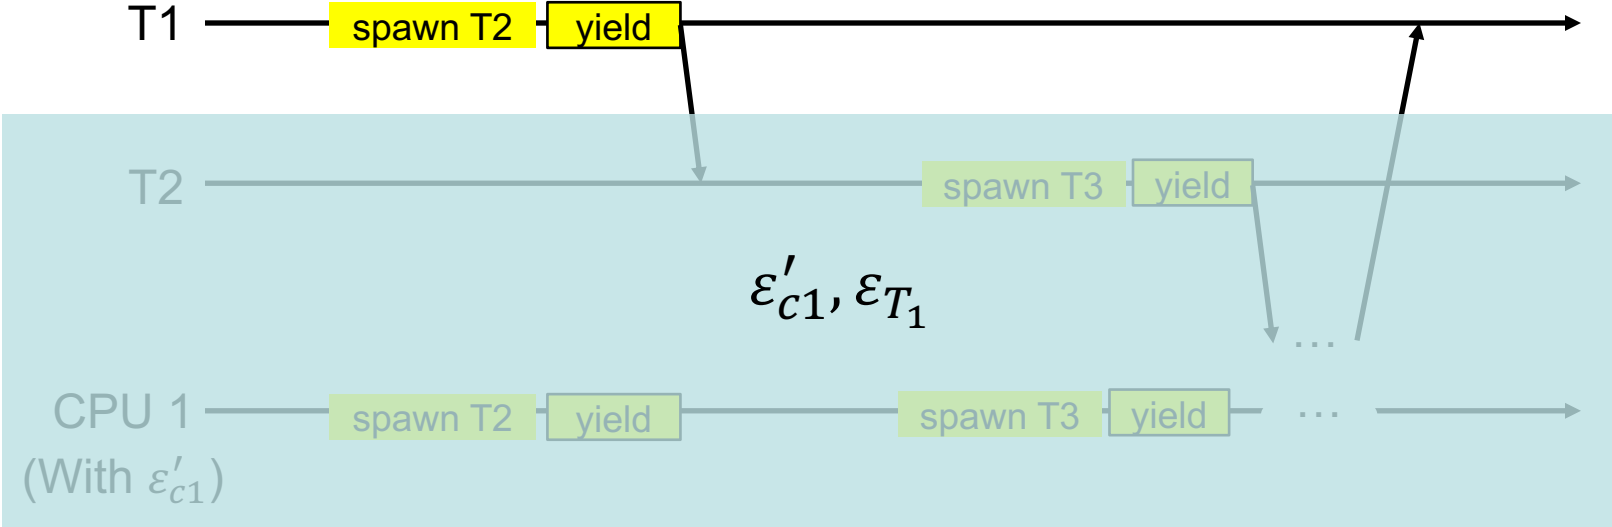 T1 spawn T2 yield
T2 spawn T3 yield
ε′c1, εT1
…
CPU 1 spawn T2 yield spawn T3 yield …
(With ε′c1)